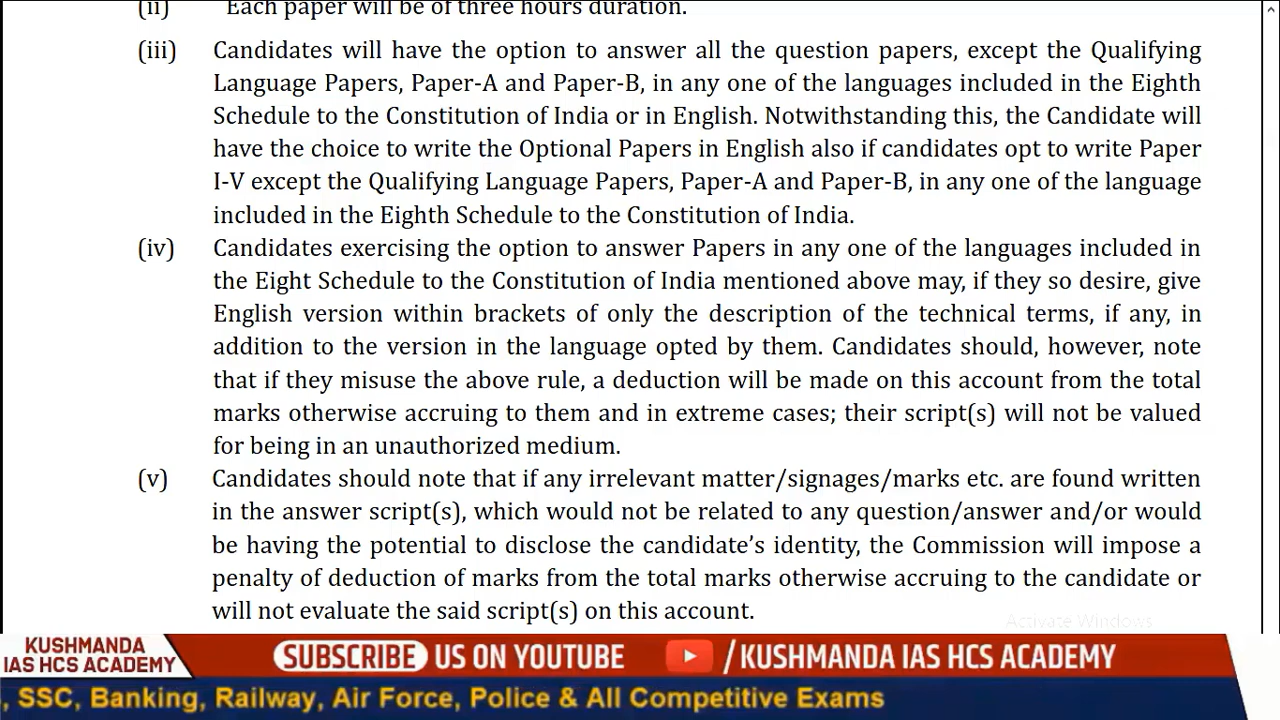 (ii) Each paper will be of three hours duration.
(iii) Candidates will have the option to answer all the question papers, except the Qualifying
Language Papers, Paper-A and Paper-B, in any one of the languages included in the Eighth
Schedule to the Constitution of India or in English. Notwithstanding this, the Candidate will
have the choice to write the Optional Papers in English also if candidates opt to write Paper
I-V except the Qualifying Language Papers, Paper-A and Paper-B, in any one of the language
included in the Eighth Schedule to the Constitution of India.
(iv) Candidates exercising the option to answer Papers in any one of the languages included in
the Eight Schedule to the Constitution of India mentioned above may, if they so desire, give
English version within brackets of only the description of the technical terms, if any, in
addition to the version in the language opted by them. Candidates should, however, note
that if they misuse the above rule, a deduction will be made on this account from the total
marks otherwise accruing to them and in extreme cases; their script(s) will not be valued
for being in an unauthorized medium.
(v) Candidates should note that if any irrelevant matter/signages/marks etc. are found written
in the answer script(s), which would not be related to any question/answer and/or would
be having the potential to disclose the candidate's identity, the Commission will impose a
penalty of deduction of marks from the total marks otherwise accruing to the candidate or
will not evaluate the said script(s) on this account.
Activate Windows
KUSHMANDA
IAS HCS ACADEMY
SUBSCRIBE US ON YOUTUBE /KUSHMANDA IAS HCS ACADEMY
, SSC, Banking, Railway, Air Force, Police & All Competitive Exams